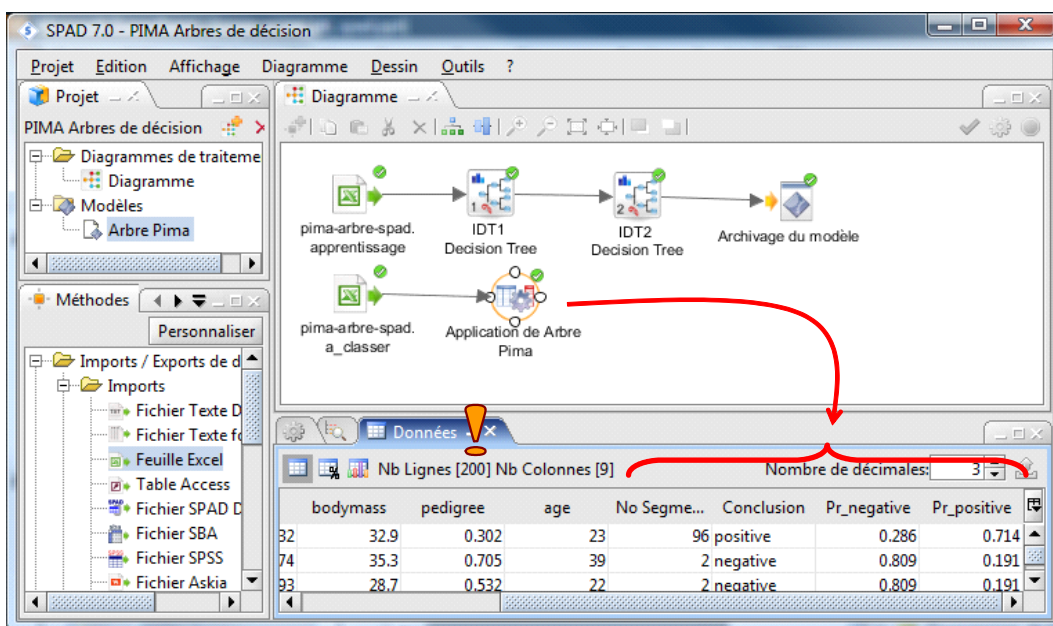 SPAD 7.0 - PIMA Arbres de décision
Projet Edition Affichage Diagramme Dessin Outils ?
Projet
PIMA Arbres de décision
Diagrammes de traiteme
Diagramme
Modèles
Arbre Pima
Méthodes
Personnaliser
Imports / Exports de d
Imports
Fichier Texte D
Fichier Texte fo
Feuille Excel
Table Access
Fichier SPAD D
Fichier SBA
Fichier SPSS
Fichier Askia
Diagramme
pima-arbre-spad.
apprentissage
1
IDT1
Decision Tree
2
IDT2
Decision Tree
Archivage du modèle
pima-arbre-spad.
a_classer
Application de Arbre
Pima
Données
Nb Lignes [200] Nb Colonnes [9] Nombre de décimales: 3
bodymass pedigree age No Segme... Conclusion Pr_negative Pr_positive
32 32.9 0.302 23 96 positive 0.286 0.714
74 35.3 0.705 39 2 negative 0.809 0.191
93 28.7 0.532 22 2 negative 0.809 0.191